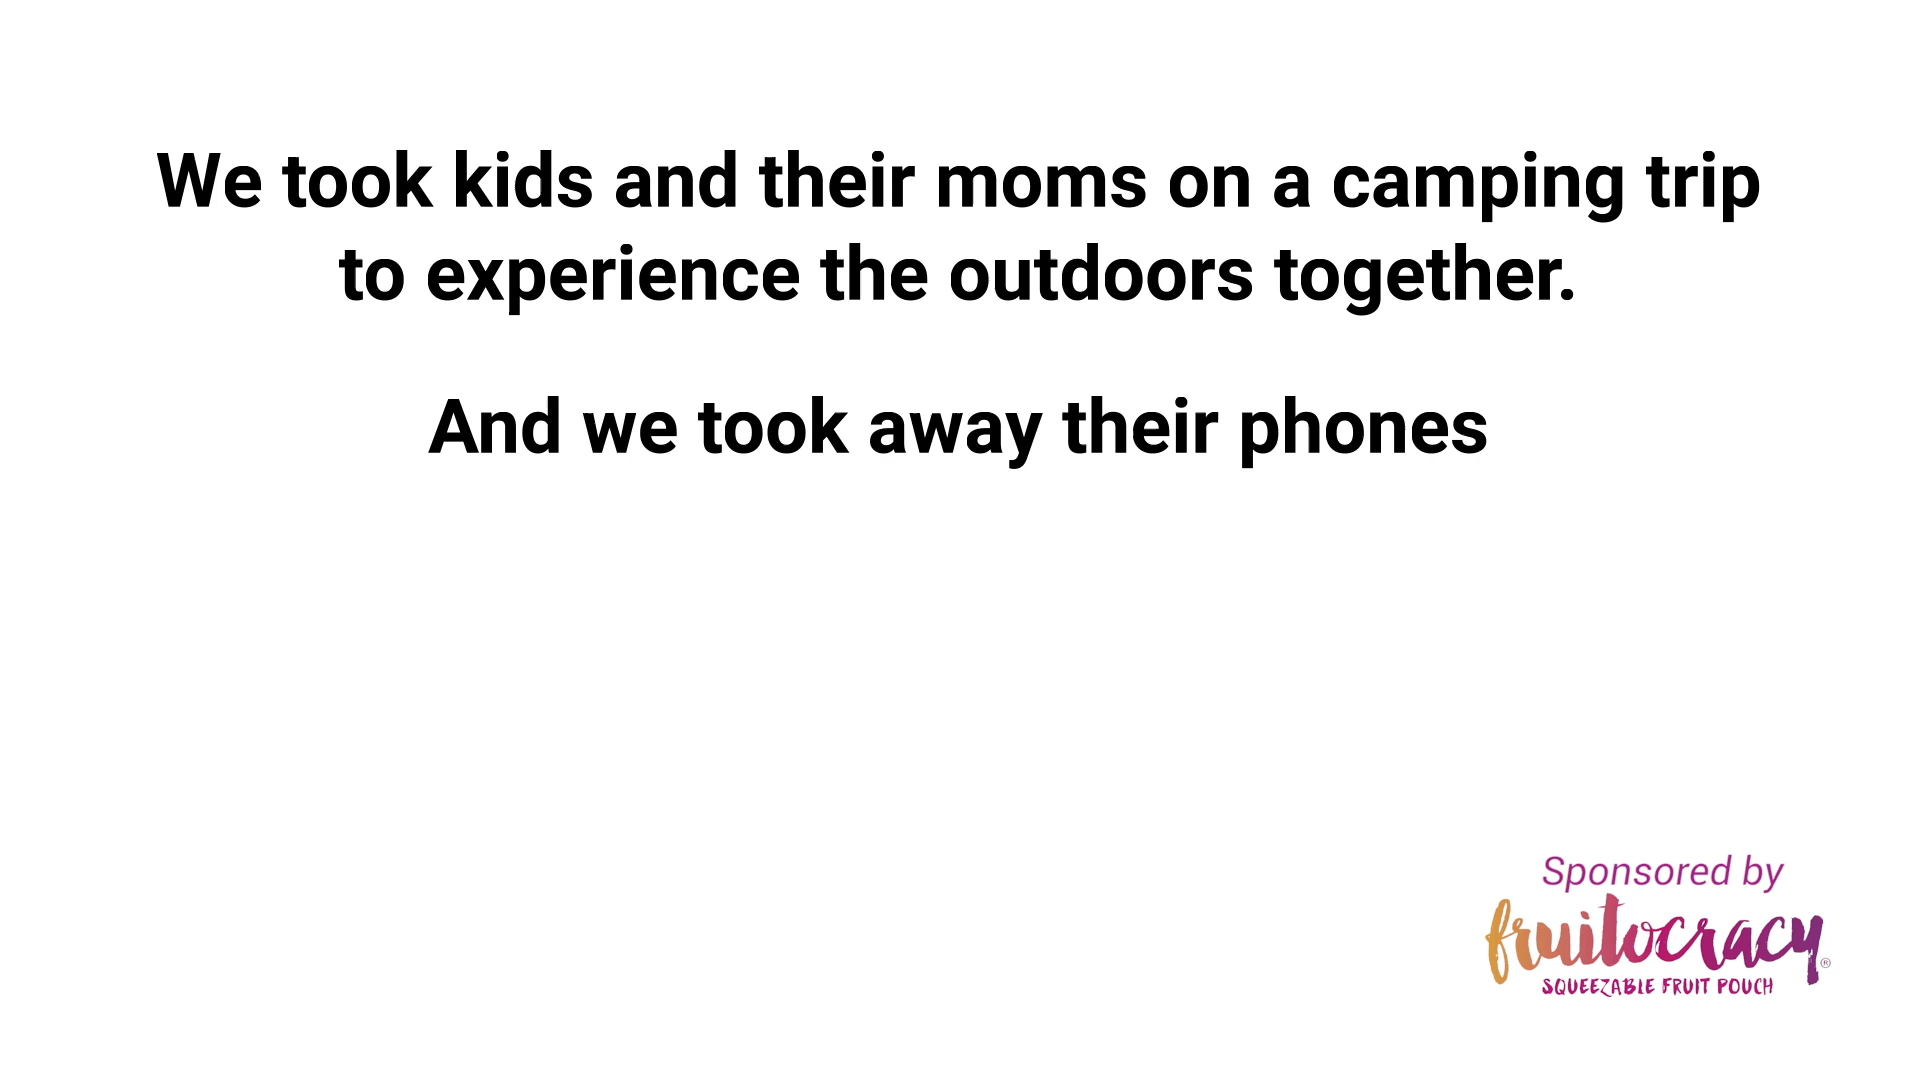 We took kids and their moms on a camping trip
to experience the outdoors together.
And we took away their phones
Sponsored by
fruitocracy®
SQUEEZABLE FRUIT POUCH